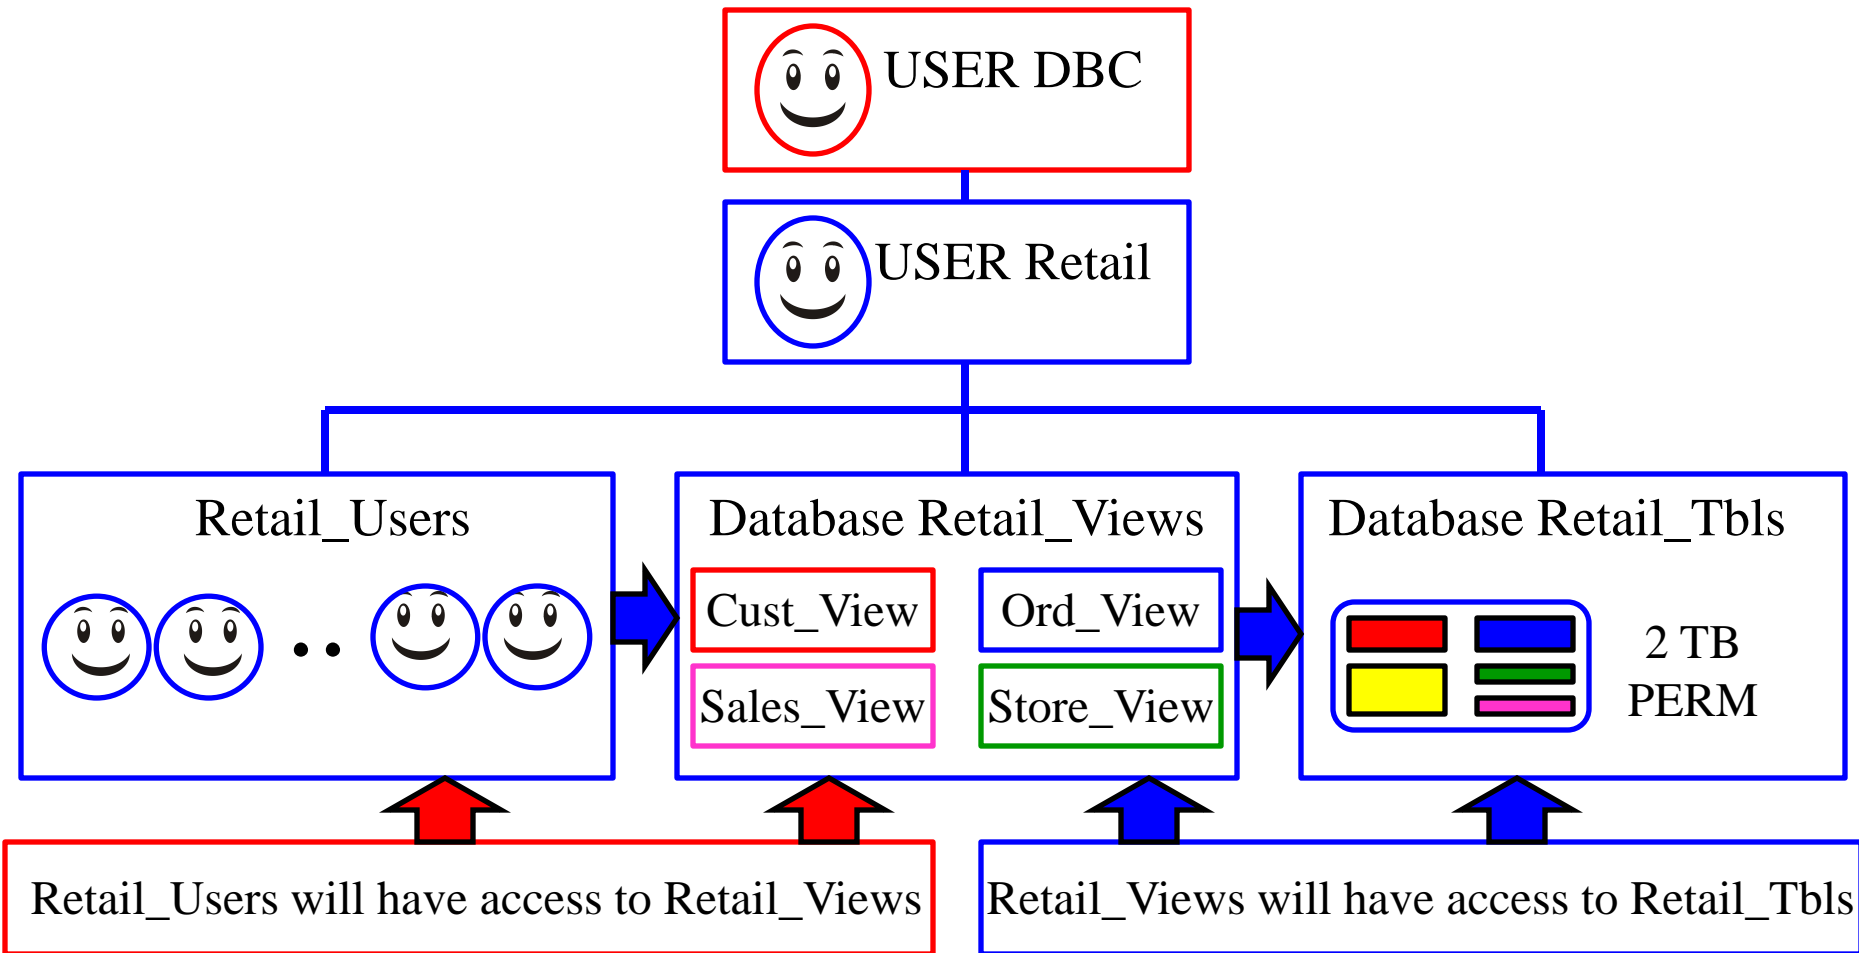 USER DBC
USER Retail
Retail_Users
Database Retail_Views
Database Retail_Tbls
Cust_View
Ord_View
Sales_View
Store_View
2 TB
PERM
Retail_Users will have access to Retail_Views
Retail_Views will have access to Retail_Tbls